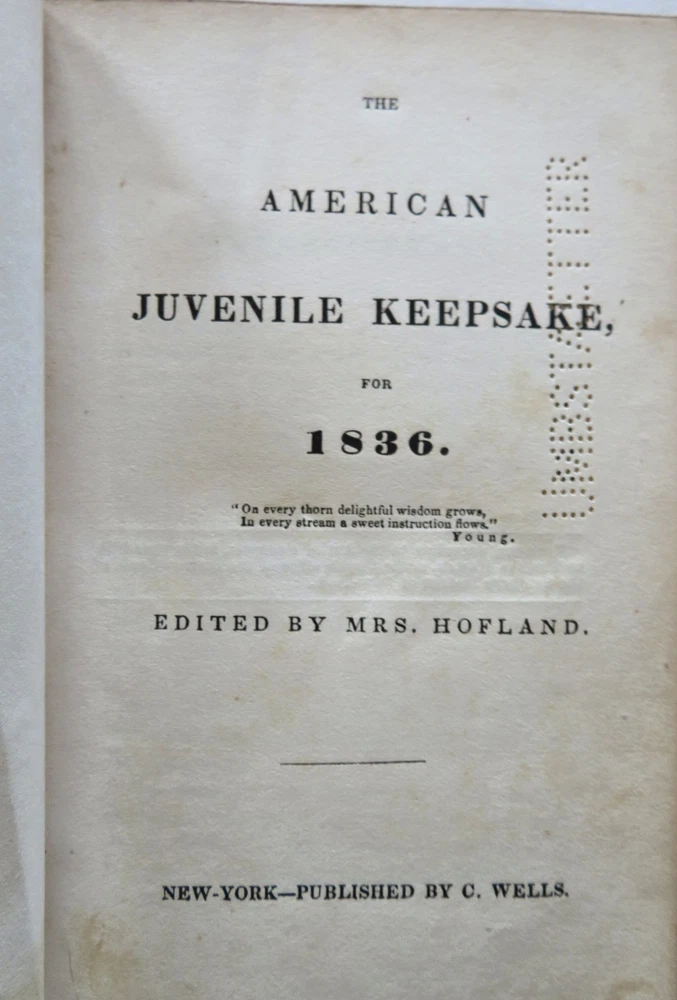 THE
AMERICAN
JUVENILE KEEPSAKE,
FOR
1836.
"On every thorn delightful wisdom grows,
In every stream a sweet instruction flows."
Young.
EDITED BY MRS. HOFLAND.
NEW-YORK—PUBLISHED BY C. WELLS.